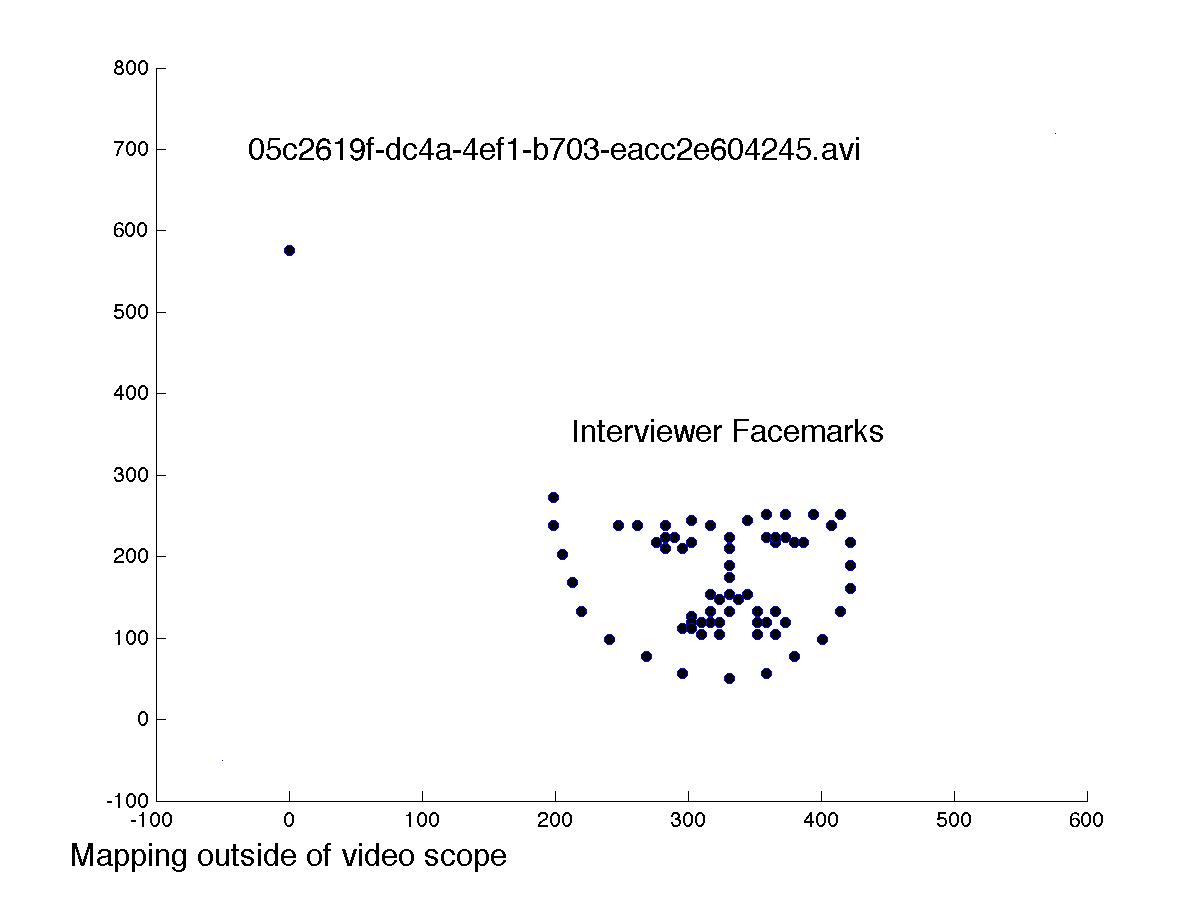 800
700
05c2619f-dc4a-4ef1-b703-eacc2e604245.avi
600
500
400
Interviewer Facemarks
300
200
100
0
-100
-100 0 100 200 300 400 500 600
Mapping outside of video scope